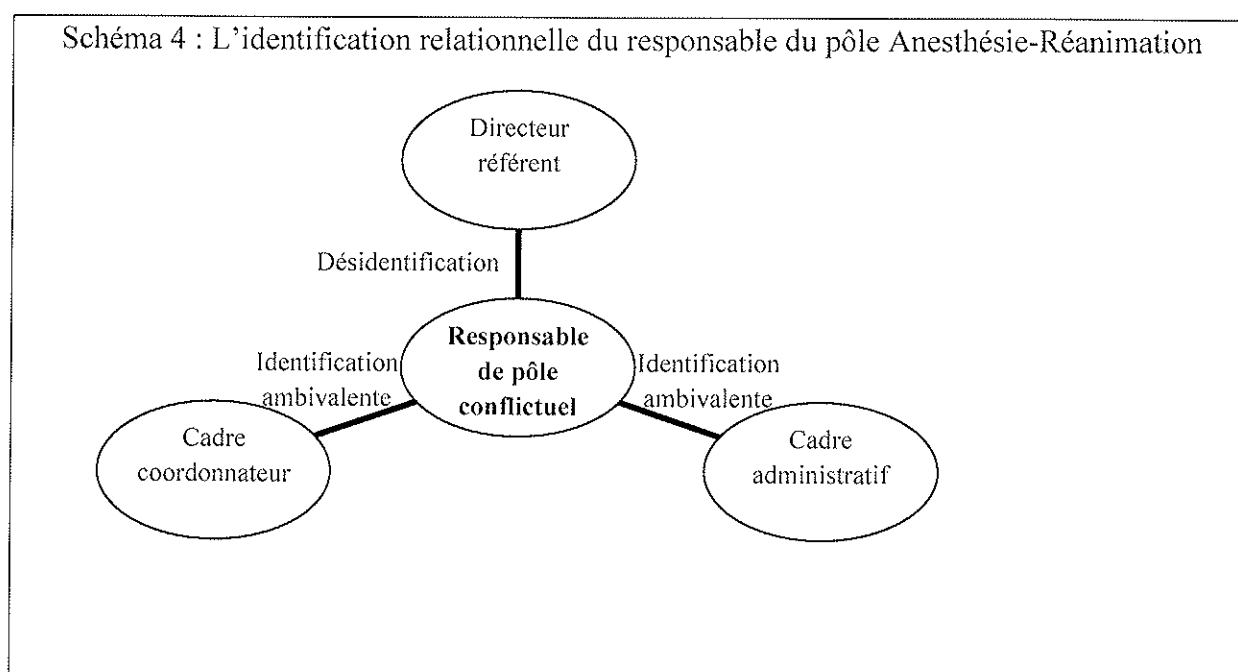 Schéma 4 : L'identification relationnelle du responsable du pôle Anesthésie-Réanimation
Directeur
référent
Désidentification
Responsable
de pôle
conflictuel
Identification
ambivalente
Identification
ambivalente
Cadre
coordonnateur
Cadre
administratif